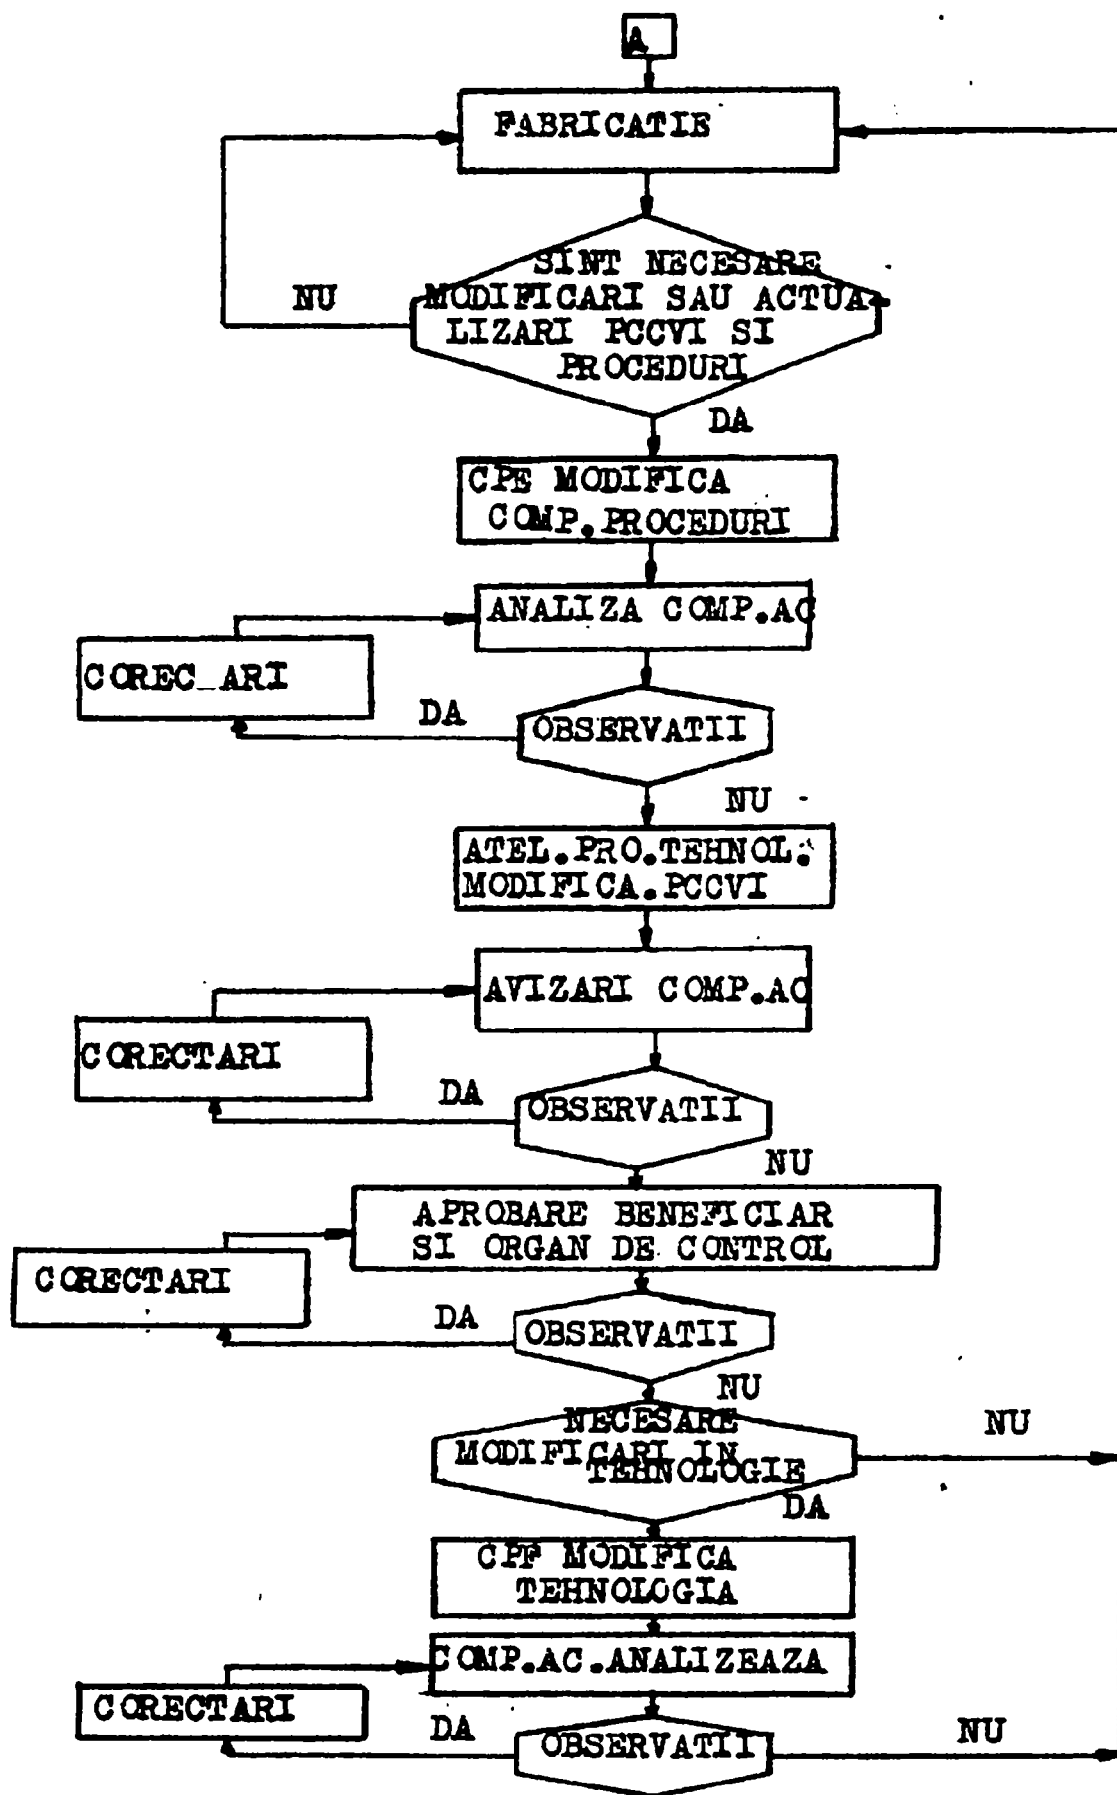 A
FABRICATIE
SINT NECESARE
MODIFICARI SAU ACTUA-
LIZARI PCCVI SI
PROCEDURI
NU
DA
CPE MODIFICA
COMP.PROCEDURI
ANALIZA COMP.AC
COREC_ARI
DA
OBSERVATII
NU
ATEL.PRO.TEHNOL.
MODIFICA.PCCVI
AVIZARI COMP.AC
CORECTARI
DA
OBSERVATII
NU
APROBARE BENEFICIAR
SI ORGAN DE CONTROL
CORECTARI
DA
OBSERVATII
NU
NECESARE
MODIFICARI IN
TEHNOLOGIE
NU
DA
CPF MODIFICA
TEHNOLOGIA
COMP.AC.ANALIZEAZA
CORECTARI
DA
OBSERVATII
NU